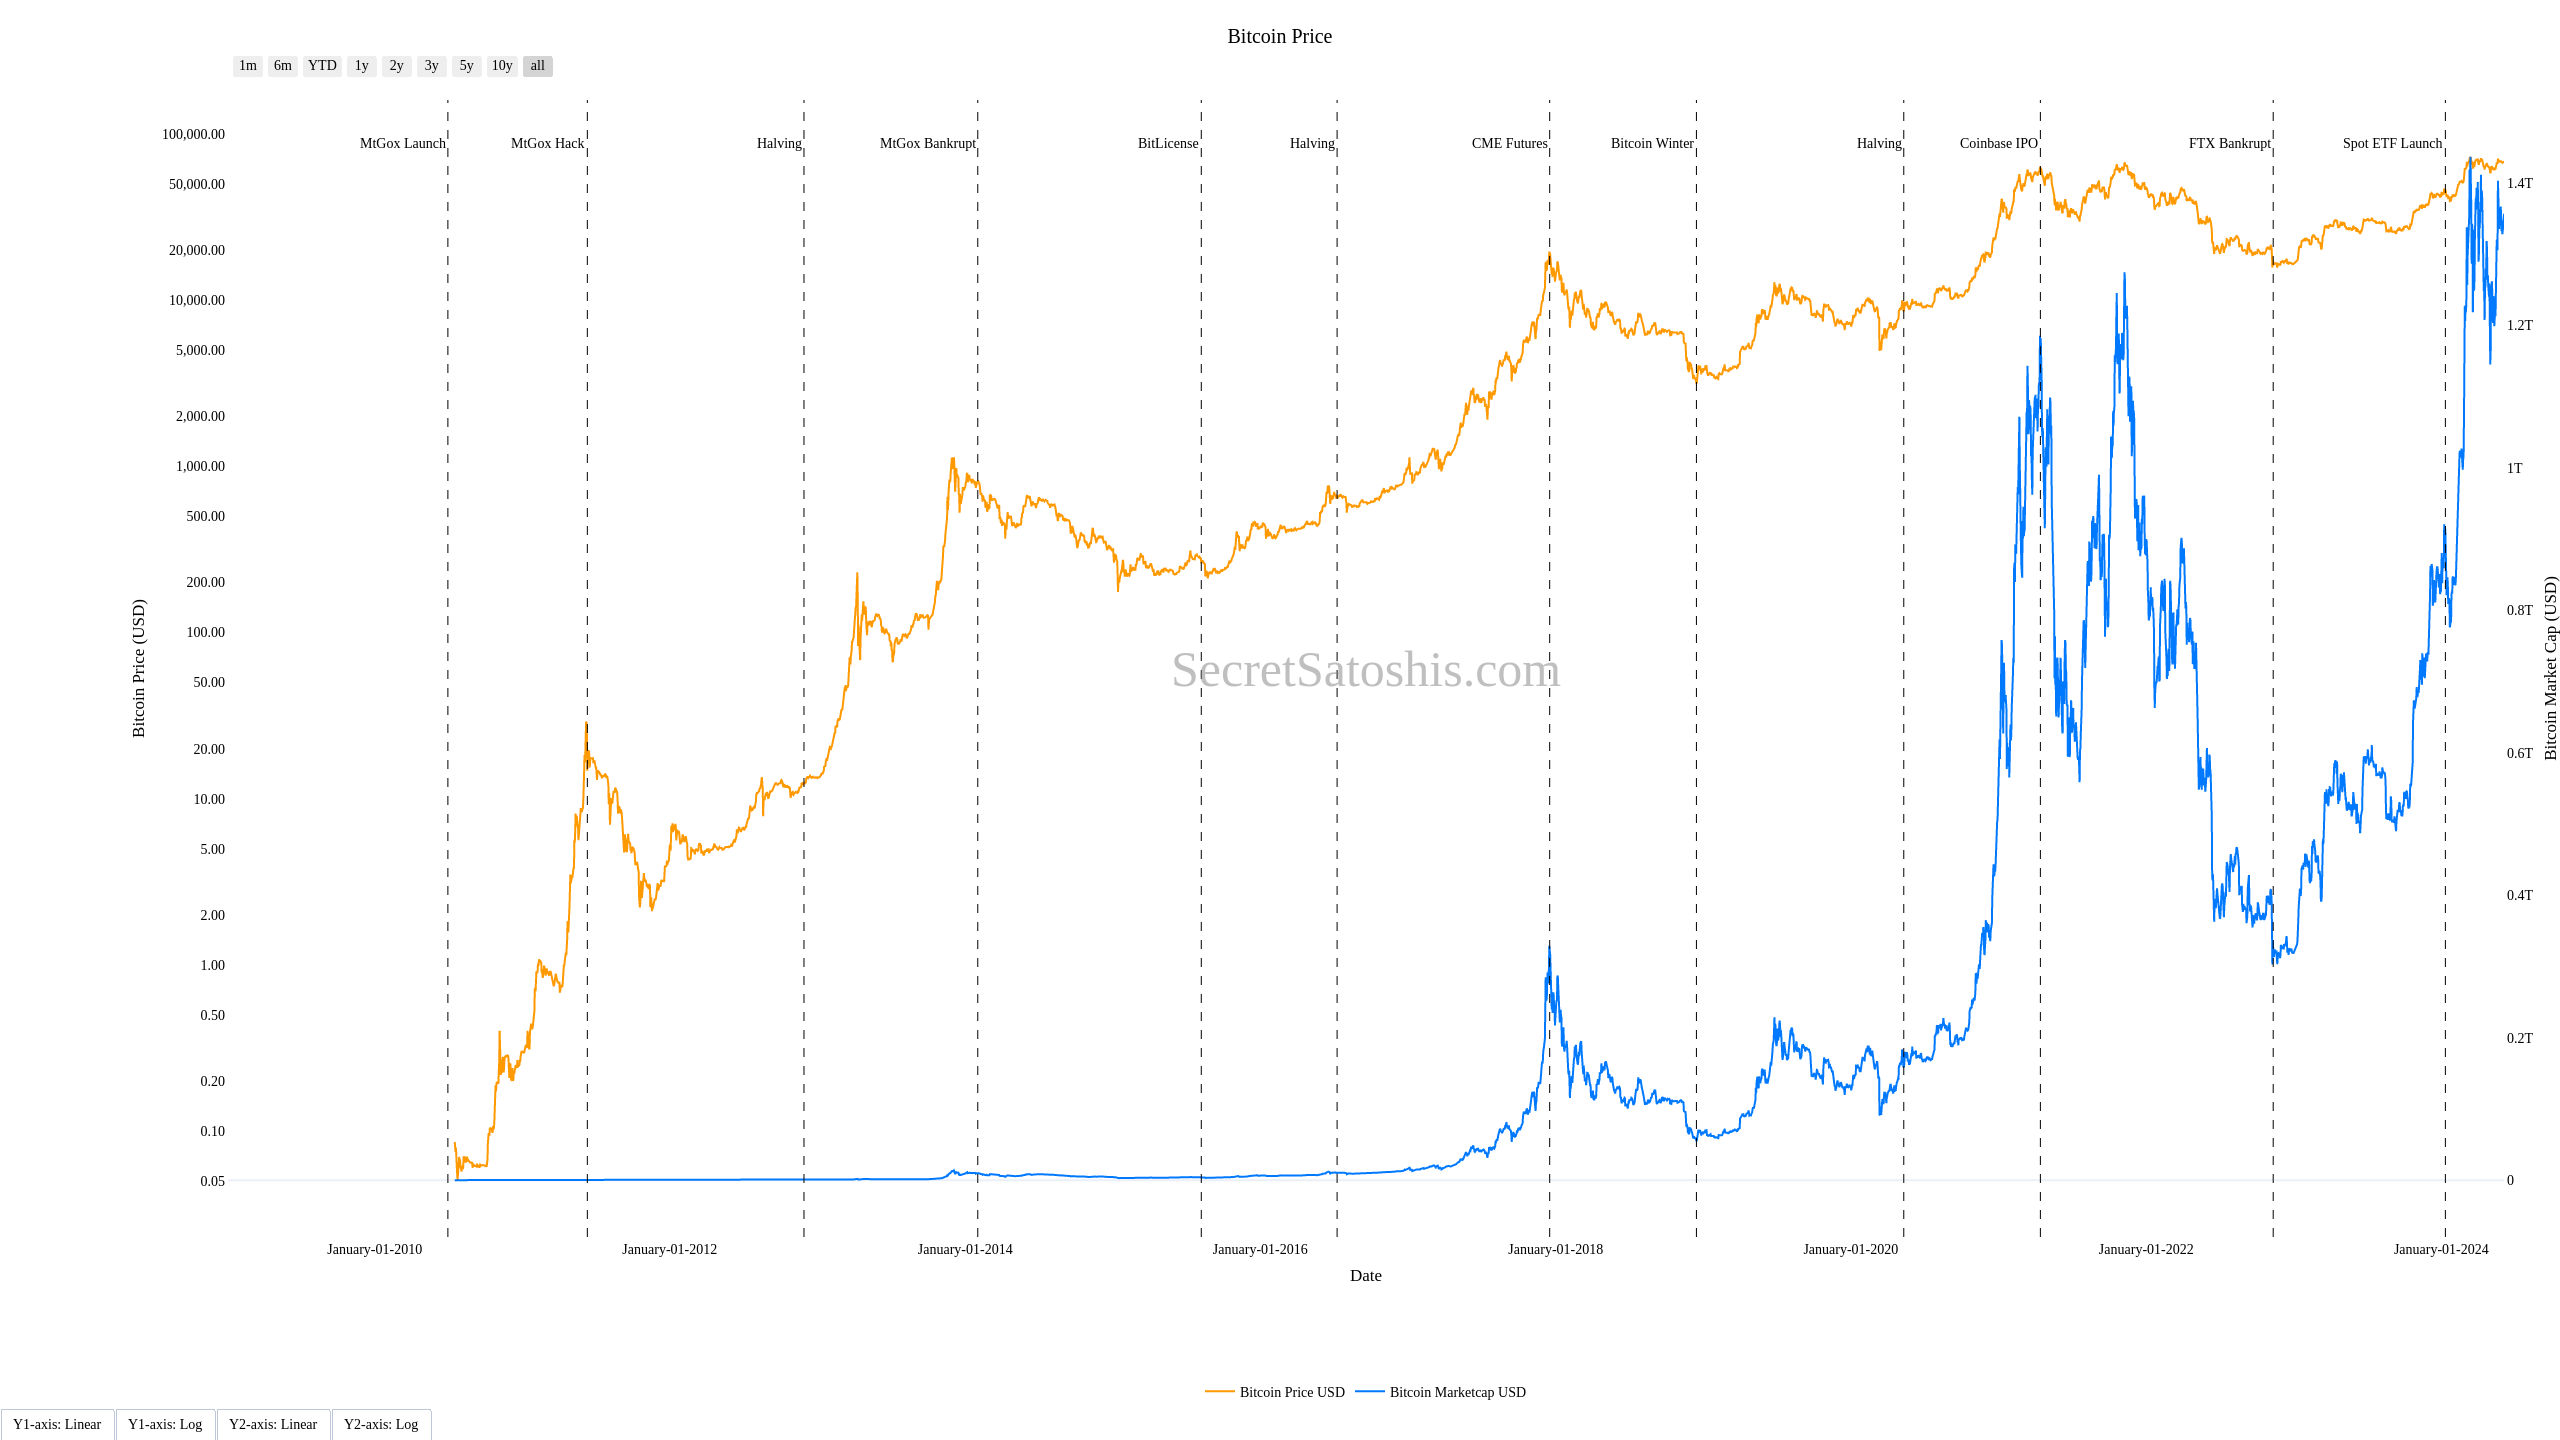 Bitcoin Price
1m 6m YTD 1y 2y 3y 5y 10y all
100,000.00
MtGox Launch MtGox Hack Halving MtGox Bankrupt BitLicense Halving CME Futures Bitcoin Winter Halving Coinbase IPO FTX Bankrupt Spot ETF Launch
50,000.00 1.4T
20,000.00
10,000.00
1.2T
5,000.00
2,000.00
1,000.00 1T
500.00
200.00
0.8T
100.00
SecretSatoshis.com
Bitcoin Price (USD)
Bitcoin Market Cap (USD)
50.00
20.00 0.6T
10.00
5.00
0.4T
2.00
1.00
0.50
0.2T
0.20
0.10
0.05 0
January-01-2010 January-01-2012 January-01-2014 January-01-2016 January-01-2018 January-01-2020 January-01-2022 January-01-2024
Date
Bitcoin Price USD Bitcoin Marketcap USD
Y1-axis: Linear Y1-axis: Log Y2-axis: Linear Y2-axis: Log